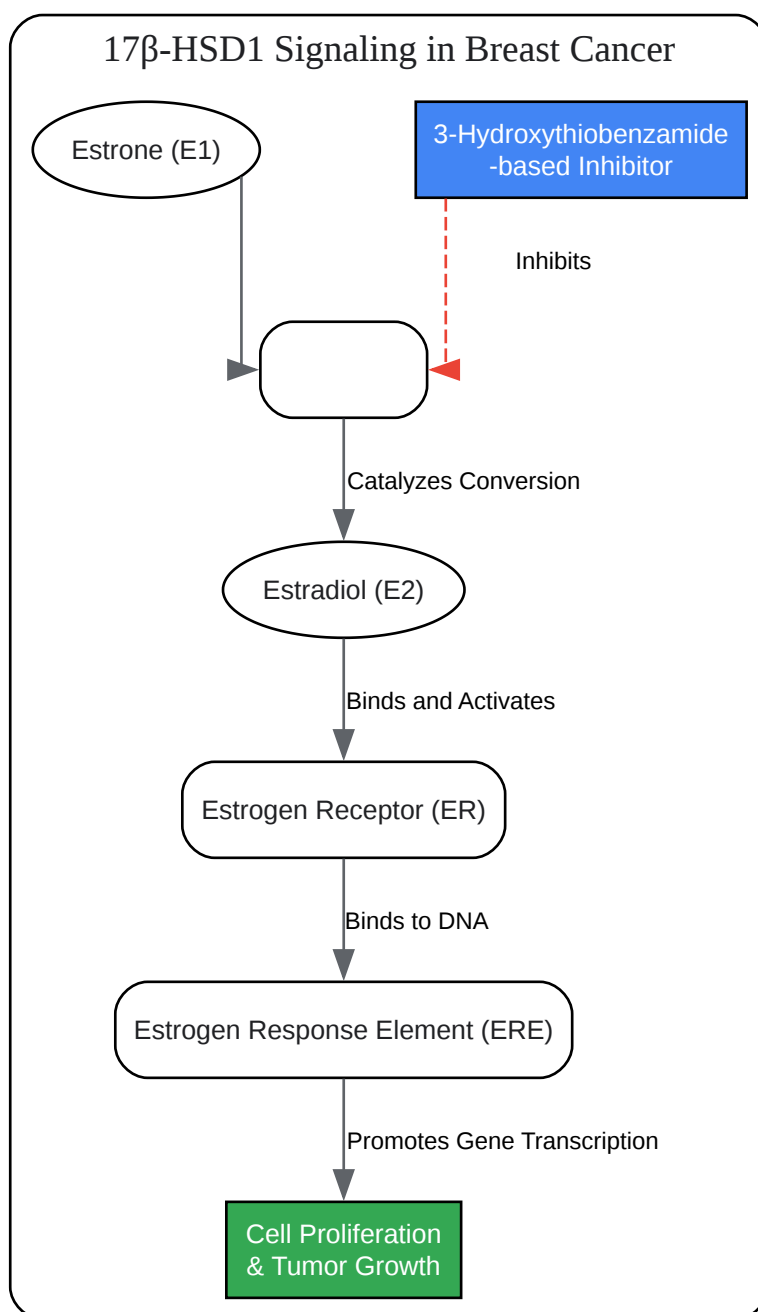 17β-HSD1 Signaling in Breast Cancer
Estrone (E1)
3-Hydroxythiobenzamide
-based Inhibitor
Inhibits
Catalyzes Conversion
Estradiol (E2)
Binds and Activates
Estrogen Receptor (ER)
Binds to DNA
Estrogen Response Element (ERE)
Promotes Gene Transcription
Cell Proliferation
& Tumor Growth